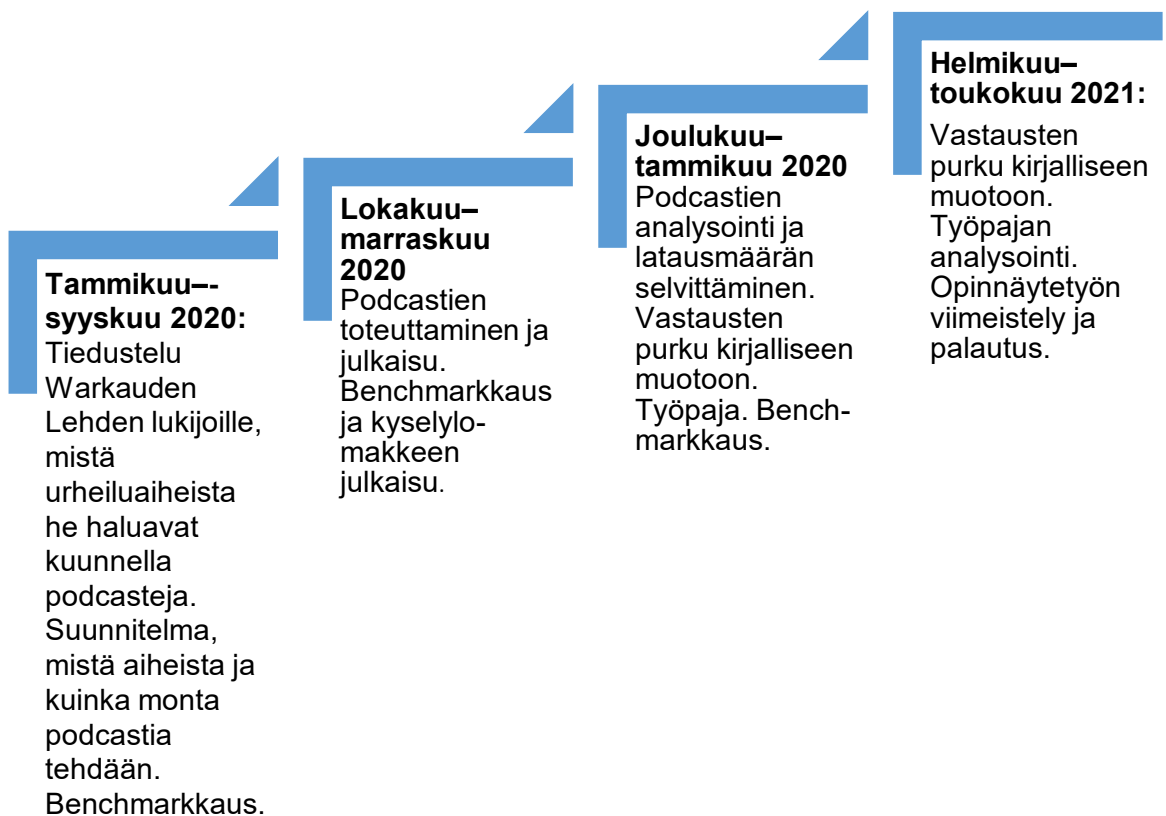 Tammikuu–-
syyskuu 2020:
Tiedustelu
Warkauden
Lehden lukijoille,
mistä
urheiluaiheista
he haluavat
kuunnella
podcasteja.
Suunnitelma,
mistä aiheista ja
kuinka monta
podcastia
tehdään.
Benchmarkkaus.
Lokakuu–
marraskuu
2020
Podcastien
toteuttaminen ja
julkaisu.
Benchmarkkaus
ja kyselylo-
makkeen
julkaisu.
Joulukuu–
tammikuu 2020
Podcastien
analysointi ja
latausmäärän
selvittäminen.
Vastausten
purku kirjalliseen
muotoon.
Työpaja. Bench-
markkaus.
Helmikuu–
toukokuu 2021:
Vastausten
purku kirjalliseen
muotoon.
Työpajan
analysointi.
Opinnäytetyön
viimeistely ja
palautus.